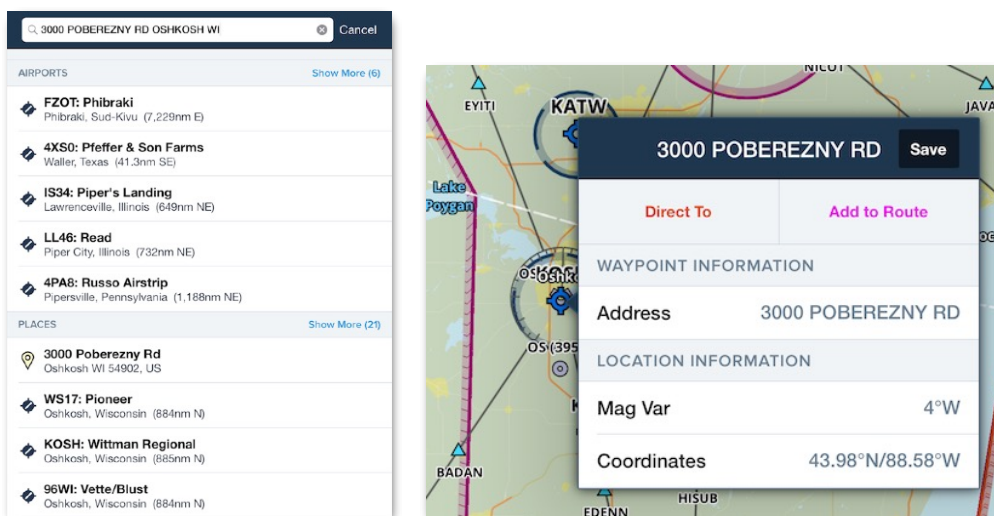 3000 POBEREZNY RD OSHKOSH WI
Cancel
AIRPORTS
Show More (6)
FZOT: Phibraki
Phibraki, Sud-Kivu (7,229nm E)
4XS0: Pfeffer & Son Farms
Waller, Texas (41.3nm SE)
IS34: Piper's Landing
Lawrenceville, Illinois (649nm NE)
LL46: Read
Piper City, Illinois (732nm NE)
4PA8: Russo Airstrip
Pipersville, Pennsylvania (1,188nm NE)
PLACES
Show More (21)
3000 Poberezny Rd
Oshkosh WI 54902, US
WS17: Pioneer
Oshkosh, Wisconsin (884nm N)
KOSH: Wittman Regional
Oshkosh, Wisconsin (885nm N)
96WI: Vette/Blust
Oshkosh, Wisconsin (884nm N)
EYITI
KATW
JAVA
Lake
Poygan
OS (395
BADAN
EDENN
HISUB
3000 POBEREZNY RD
Save
Direct To
Add to Route
WAYPOINT INFORMATION
Address
3000 POBEREZNY RD
LOCATION INFORMATION
Mag Var
4°W
Coordinates
43.98°N/88.58°W